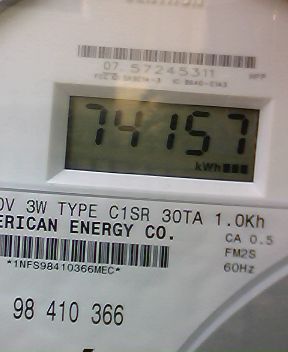 07 57245311
74157
kWh
0V 3W TYPE C1SR 30TA 1.0Kh
ERICAN ENERGY CO.
CA 0.5
FM2S
*1NFS98410366MEC*
60Hz
98 410 366